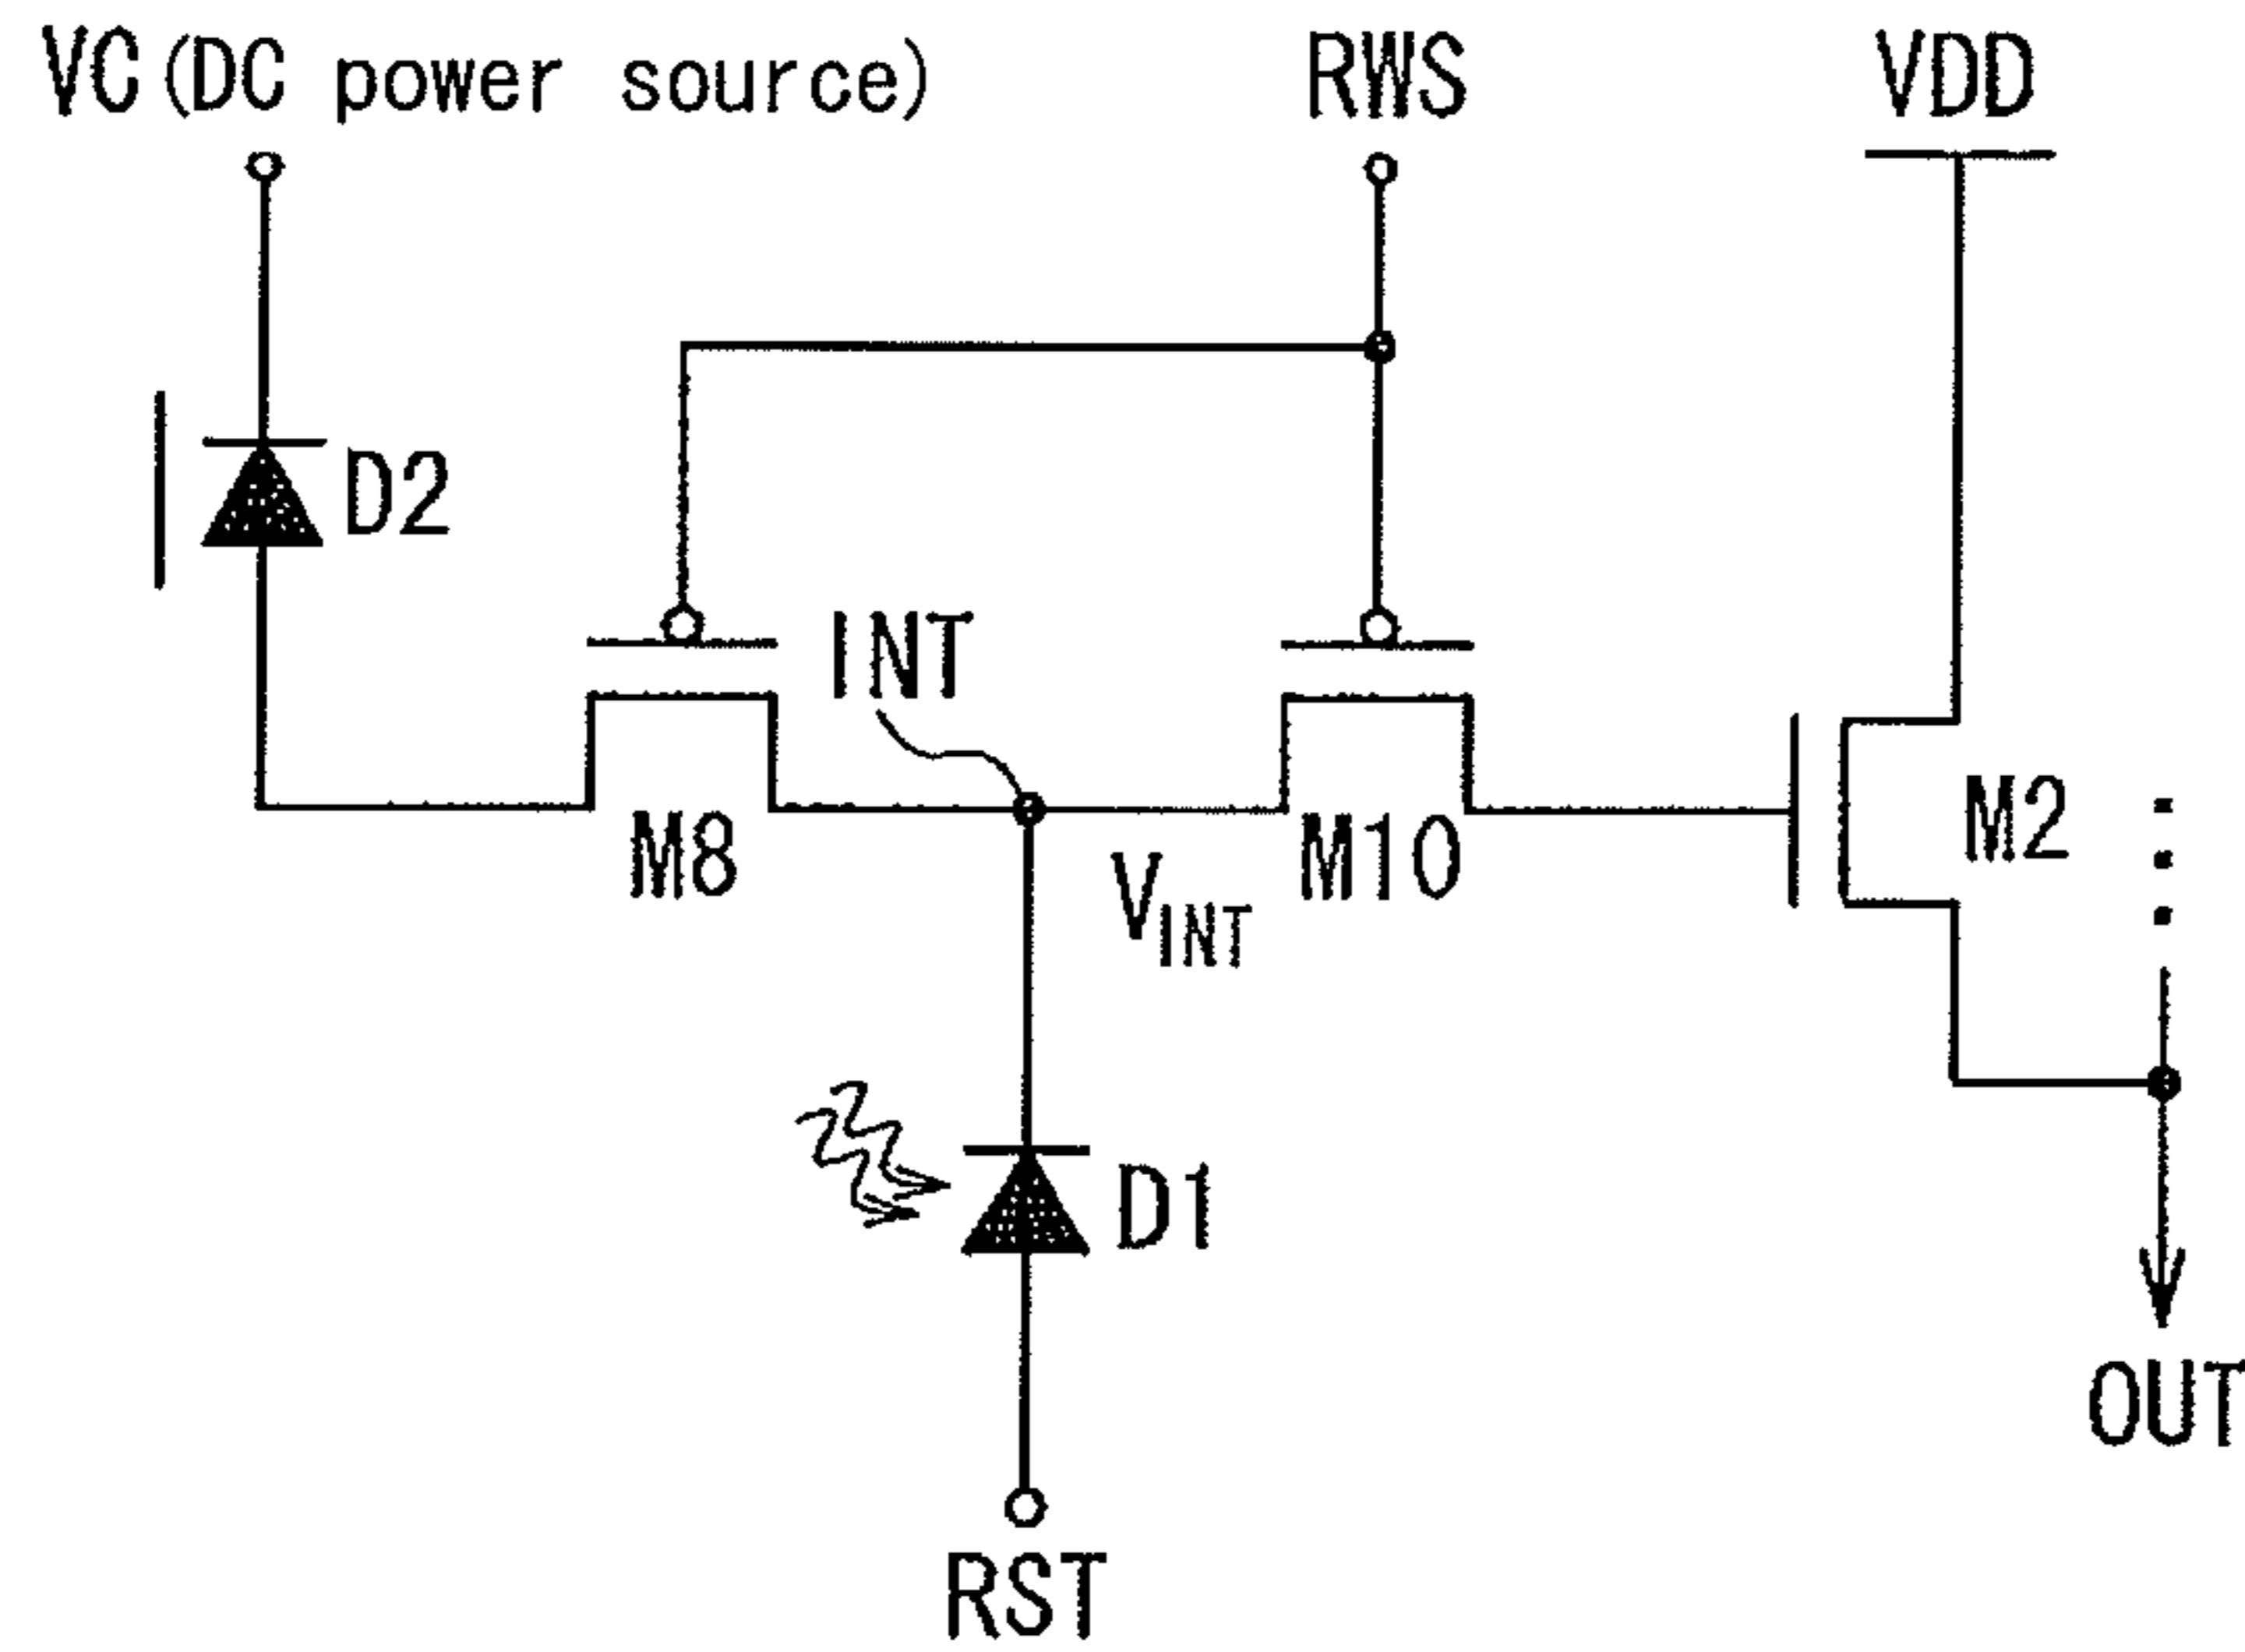 VC (DC power source)
RWS
VDD
D2
INT
M8
M10
M2
VINT
D1
OUT
RST